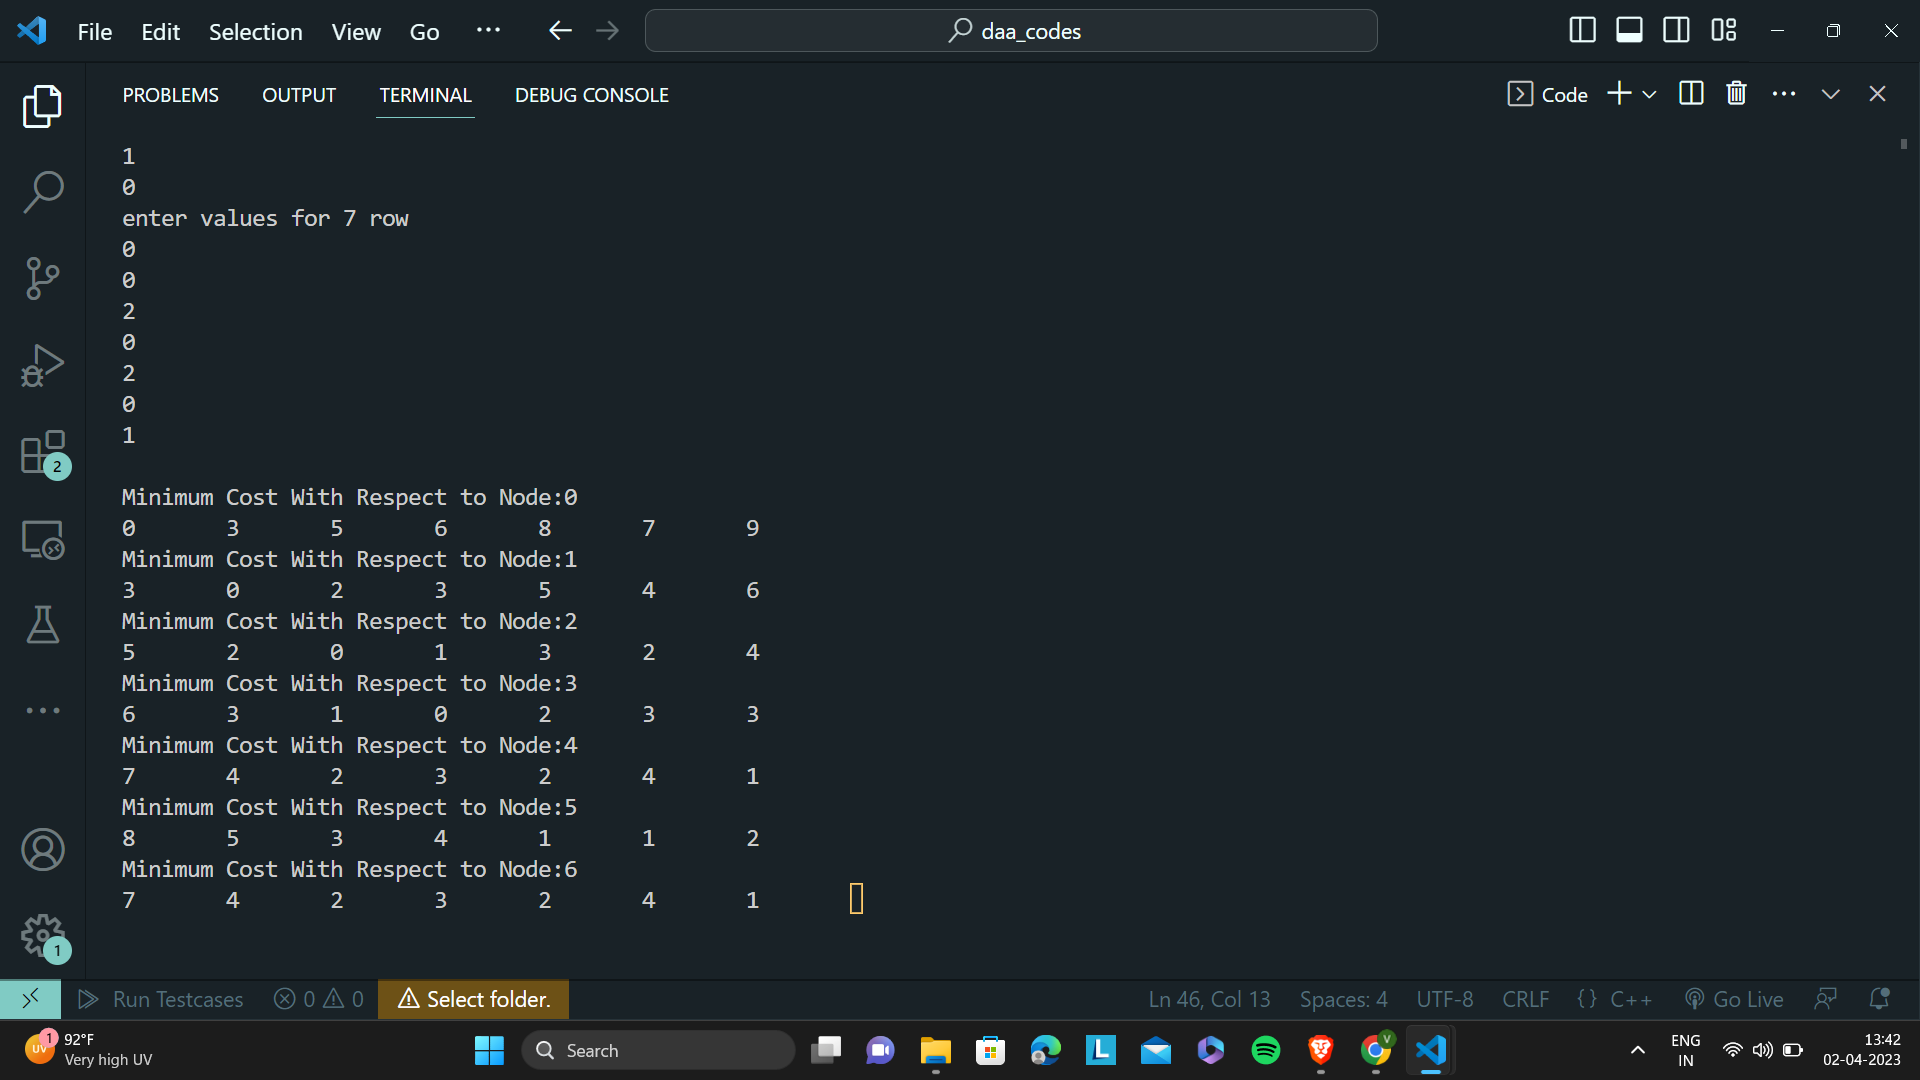 File Edit Selection View Go ··· daa_codes
PROBLEMS OUTPUT TERMINAL DEBUG CONSOLE Code
1
0
enter values for 7 row
0
0
2
0
2
0
1
Minimum Cost With Respect to Node:0
0 3 5 6 8 7 9
Minimum Cost With Respect to Node:1
3 0 2 3 5 4 6
Minimum Cost With Respect to Node:2
5 2 0 1 3 2 4
Minimum Cost With Respect to Node:3
6 3 1 0 2 3 3
Minimum Cost With Respect to Node:4
7 4 2 3 2 4 1
Minimum Cost With Respect to Node:5
8 5 3 4 1 1 2
Minimum Cost With Respect to Node:6
7 4 2 3 2 4 1
2
1
Run Testcases 0 0 Select folder. Ln 46, Col 13 Spaces: 4 UTF-8 CRLF {} C++ Go Live
UV 1 92°F
Very high UV
Search
L
V
ENG
IN
13:42
02-04-2023